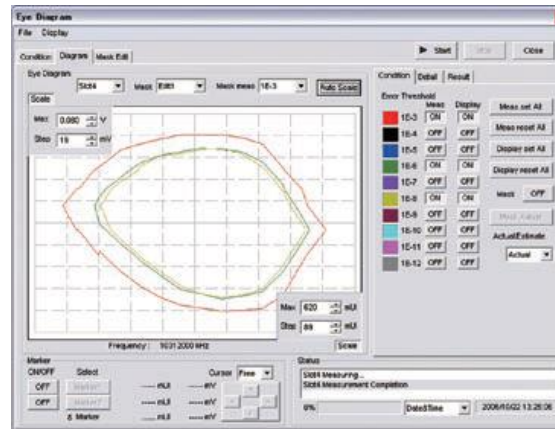 Eye Diagram
File Display
Start Close
Condition Diagram Mask Edit
Eye Diagram
Slot4 Mask Edit1 Mask meas 1E-3 Auto Scale
Scale
Max 0.080 V
Step 16 mV
Max 620 mUI
Step 89 mUI
Scale
Condition Detail Result
Error Threshold
Meas Display
1E-3 ON ON
1E-4 OFF OFF
1E-5 OFF OFF
1E-6 ON ON
1E-7 OFF OFF
1E-8 ON ON
1E-9 OFF OFF
1E-10 OFF OFF
1E-11 OFF OFF
1E-12 OFF OFF
Meas set All
Meas reset All
Display set All
Display reset All
Mask OFF
Actual/Estimate
Actual
Marker
ON/OFF Select Cursor Free
OFF Marker1 ---- mUI ---- mV
OFF Marker2 ---- mUI ---- mV
δ Marker ---- mUI ---- mV
Status
Slot4 Measuring...
Slot4 Measurement Completion
0% Date&Time 2006/10/22 13:26:06